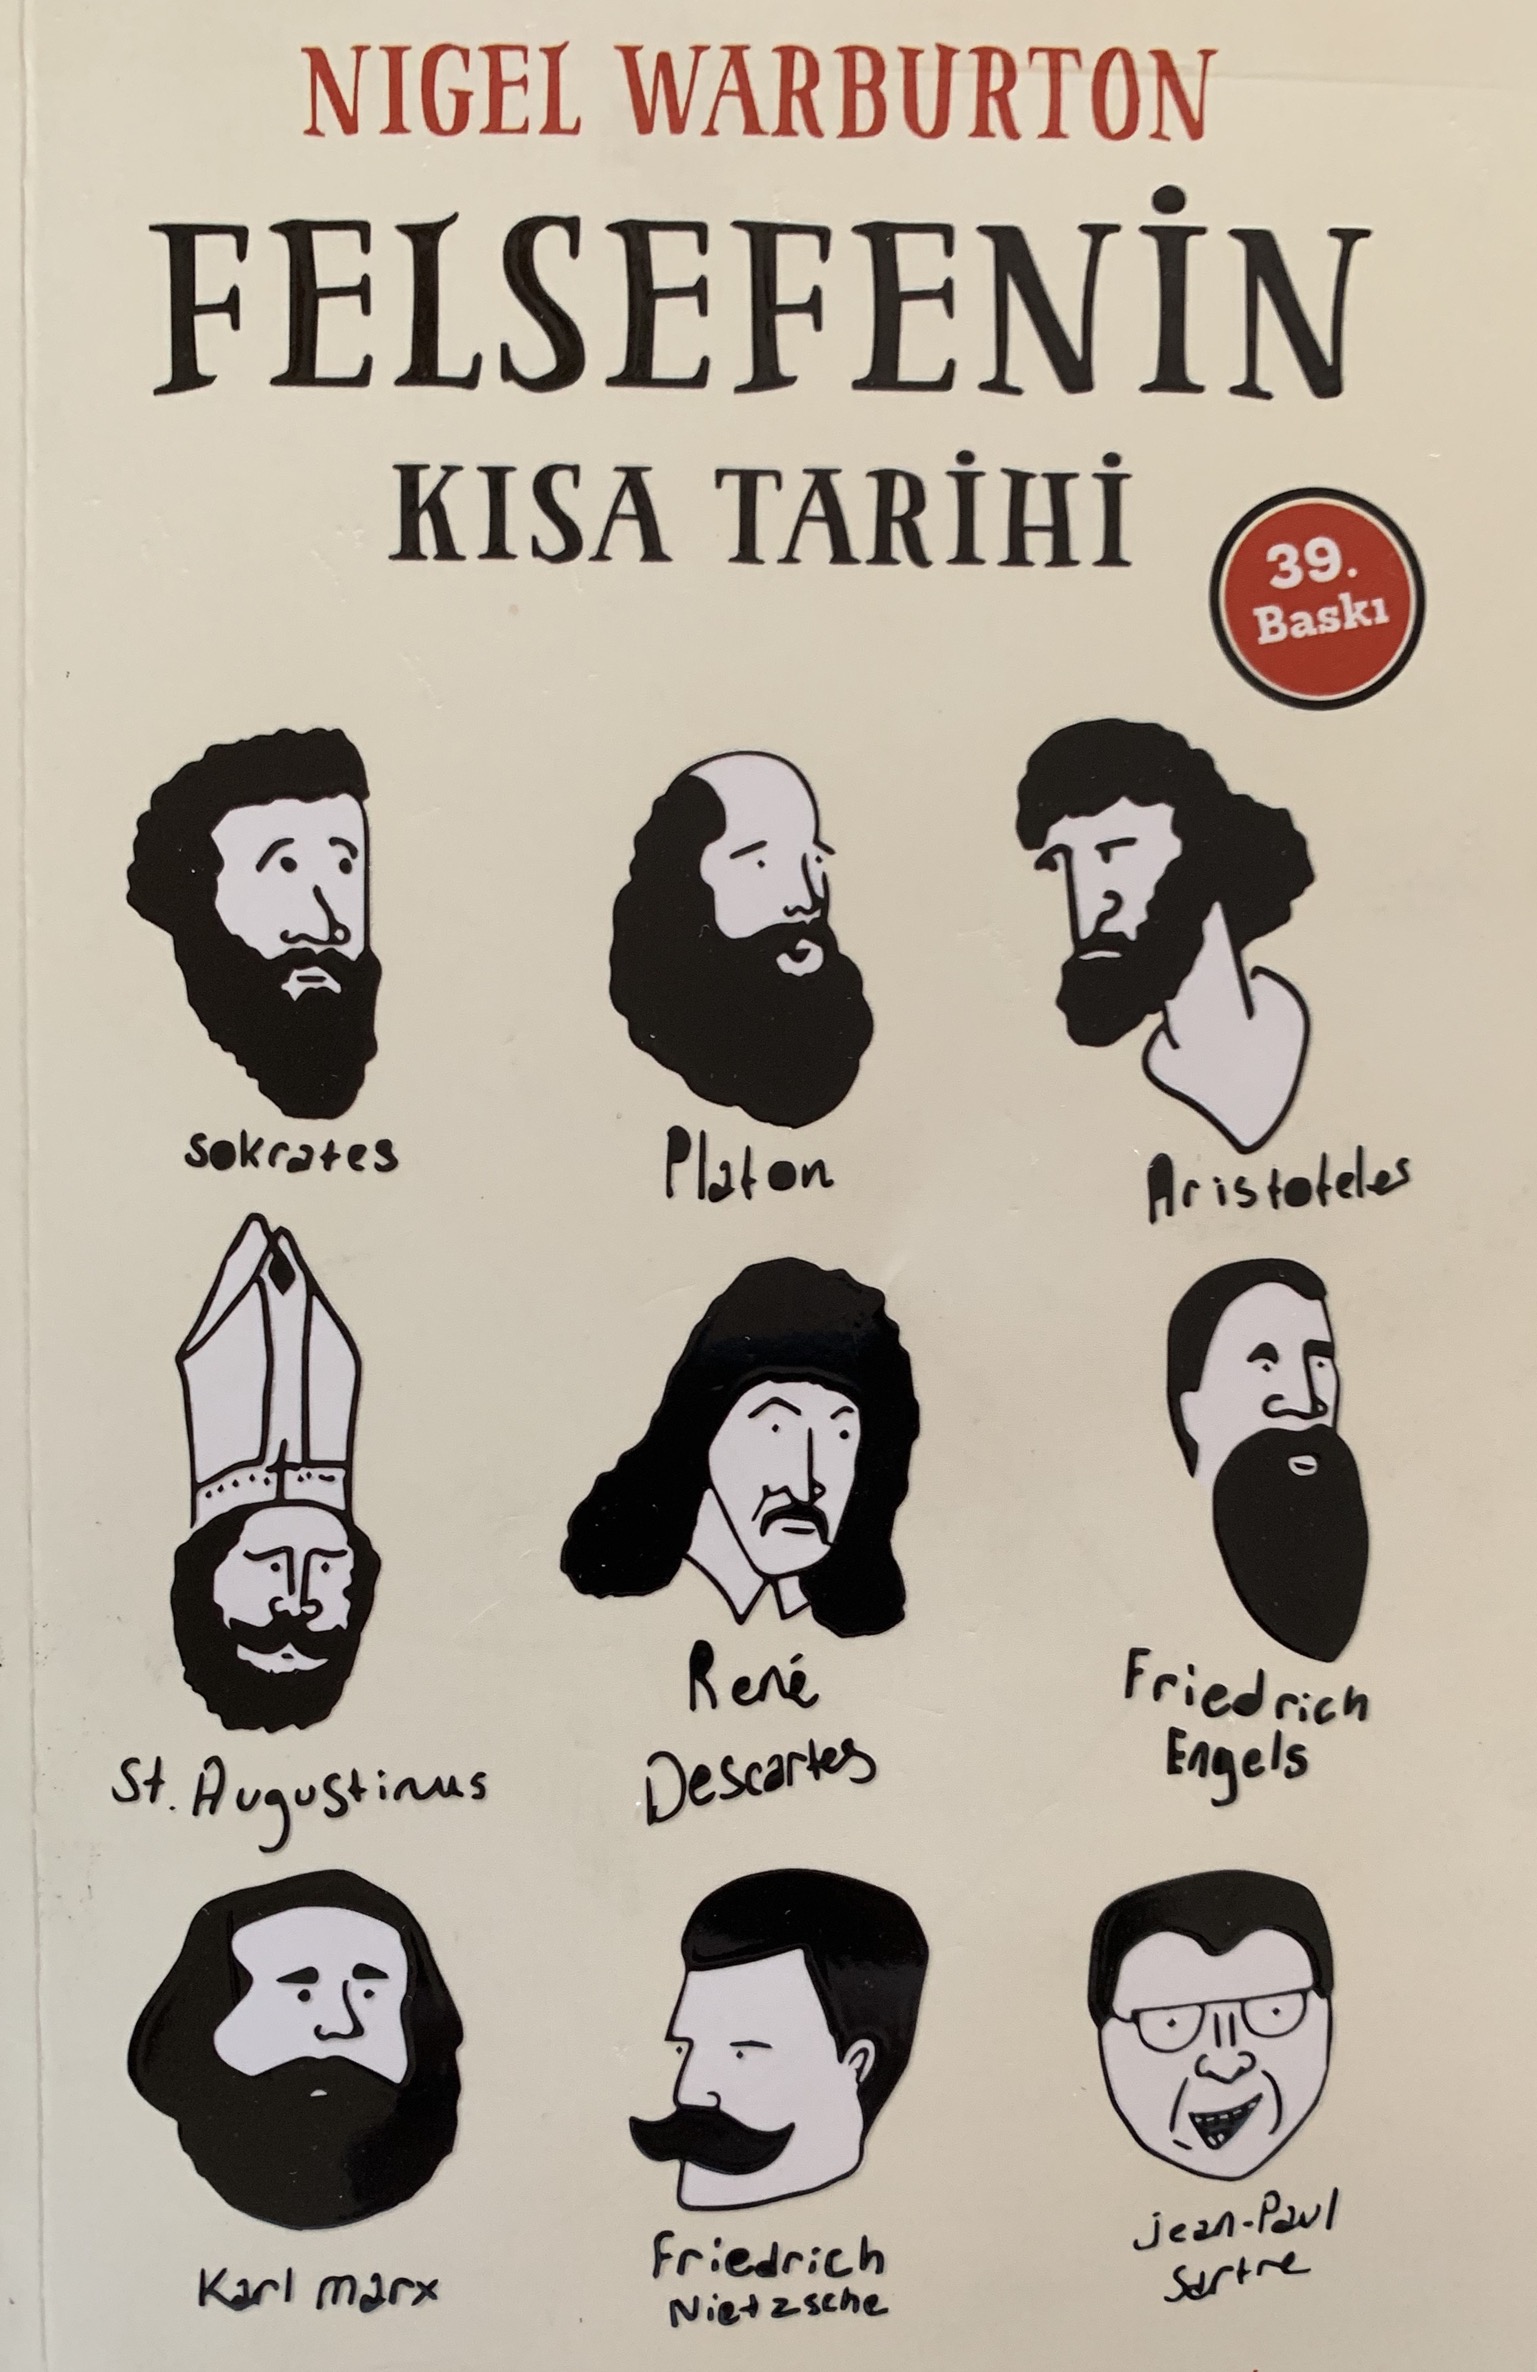 NIGEL WARBURTON
FELSEFENİN
KISA TARİHİ
39.
Baskı
Sokrates
Platon
Aristoteles
St. Augustinus
René
Descartes
Friedrich
Engels
Karl marx
Friedrich
Nietzsche
jean-Paul
Sartre